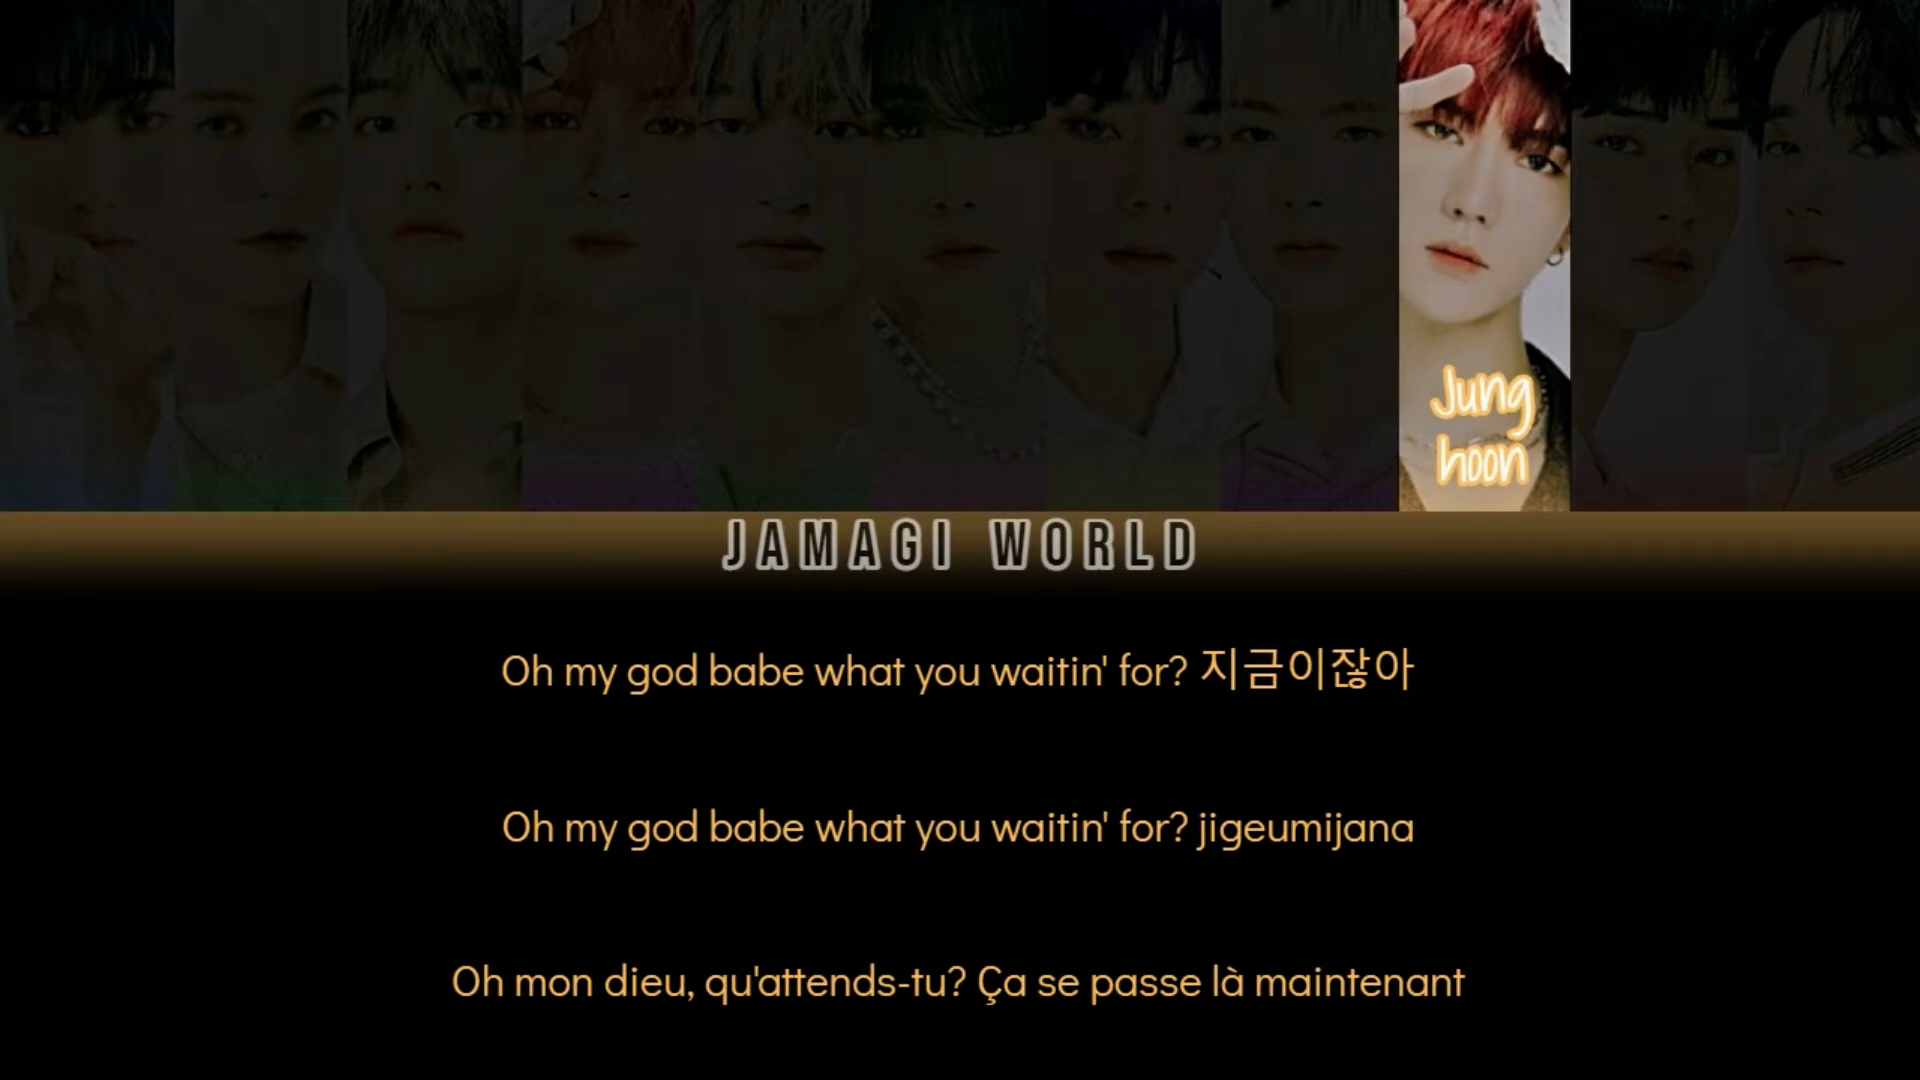 Jung
hoon
JAMAGI WORLD
Oh my god babe what you waitin' for? 지금이잖아
Oh my god babe what you waitin' for? jigeumijana
Oh mon dieu, qu'attends-tu? Ça se passe là maintenant